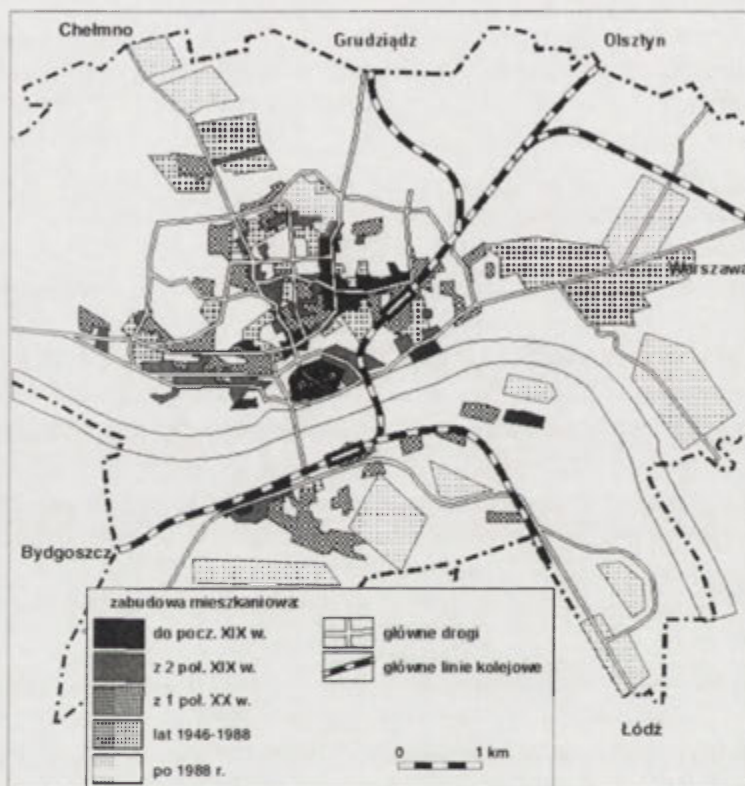 Chełmno
Grudziądz
Olsztyn
Warszawa
Bydgoszcz
Łódź
zabudowa mieszkaniowa:
do pocz. XIX w.
z 2 poł. XIX w.
z 1 poł. XX w.
lat 1946-1988
po 1988 r.
główne drogi
główne linie kolejowe
0 1 km